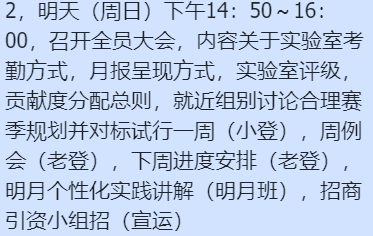 2，明天（周日）下午14：50～16：
00，召开全员大会，内容关于实验室考
勤方式，月报呈现方式，实验室评级，
贡献度分配总则，就近组别讨论合理赛
季规划并对标试行一周（小登），周例
会（老登），下周进度安排（老登），
明月个性化实践讲解（明月班），招商
引资小组招（宣运）